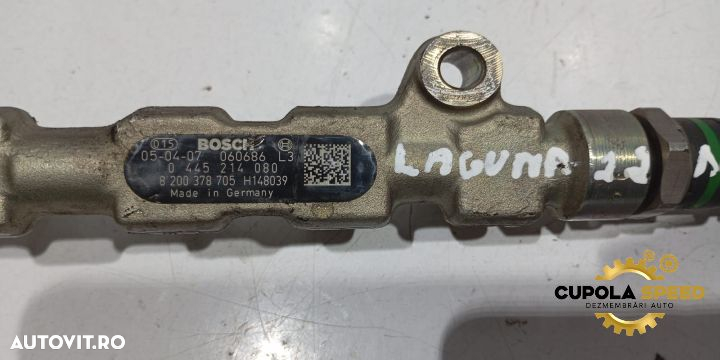 015 BOSCH
05-04-07 060686 L3
0 445 214 080
8 200 378 705 H148039
Made in Germany
LAGUNA 22
CUPOLA SPEED
DEZMEMBRĂRI AUTO
AUTOVIT.RO